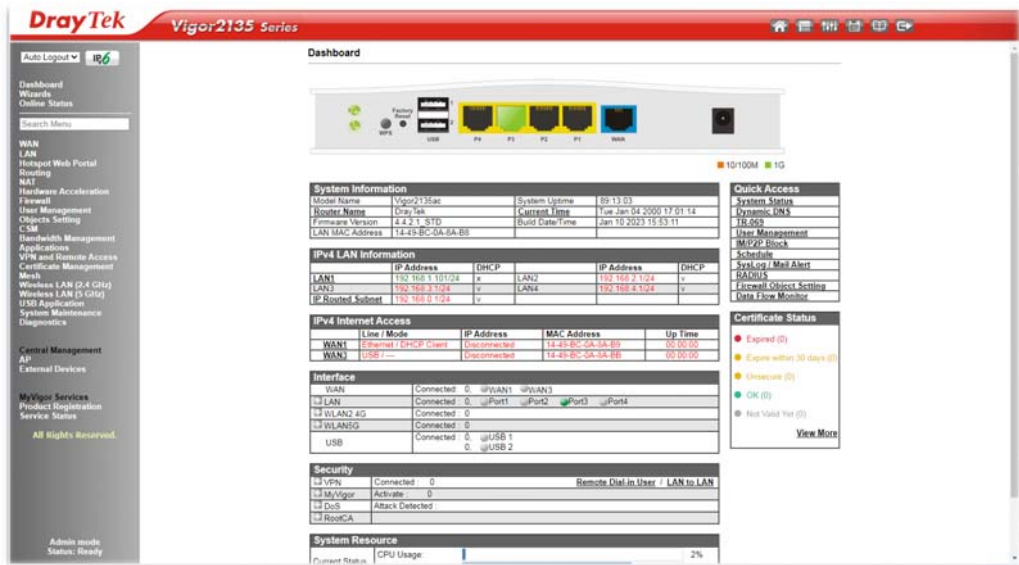 DrayTek Vigor2135 Series
Auto Logout IPv6
Dashboard
Wizards
Online Status
Search Menu
WAN
LAN
Hotspot Web Portal
Routing
NAT
Hardware Acceleration
Firewall
User Management
Objects Setting
CSM
Bandwidth Management
Applications
VPN and Remote Access
Certificate Management
Mesh
Wireless LAN (2.4 GHz)
Wireless LAN (5 GHz)
USB Application
System Maintenance
Diagnostics
Central Management
AP
External Devices
MyVigor Services
Product Registration
Service Status
All Rights Reserved.
Admin mode
Status: Ready
Dashboard
Factory Reset
WPS
1
2
USB P4 P3 P2 P1 WAN
10/100M 1G
System Information
Model Name Vigor2135ac System Uptime 89:13:03
Router Name DrayTek Current Time Tue Jan 04 2000 17:01:14
Firmware Version 4.4.2.1_STD Build Date/Time Jan 10 2023 15:53:11
LAN MAC Address 14-49-BC-0A-8A-B8
IPv4 LAN Information
IP Address DHCP IP Address DHCP
LAN1 192.168.1.101/24 x LAN2 192.168.2.1/24 v
LAN3 192.168.3.1/24 v LAN4 192.168.4.1/24 v
IP Routed Subnet 192.168.0.1/24 v
IPv4 Internet Access
Line / Mode IP Address MAC Address Up Time
WAN1 Ethernet / DHCP Client Disconnected 14-49-BC-0A-8A-B9 00:00:00
WAN3 USB / --- Disconnected 14-49-BC-0A-8A-BB 00:00:00
Interface
WAN Connected : 0, WAN1 WAN3
LAN Connected : 0, Port1 Port2 Port3 Port4
WLAN2.4G Connected : 0
WLAN5G Connected : 0
USB Connected : 0, USB 1
0, USB 2
Security
VPN Connected : 0 Remote Dial-in User / LAN to LAN
MyVigor Activate : 0
DoS Attack Detected :
RootCA
System Resource
Current Status CPU Usage: 2%
Quick Access
System Status
Dynamic DNS
TR-069
User Management
IM/P2P Block
Schedule
SysLog / Mail Alert
RADIUS
Firewall Object Setting
Data Flow Monitor
Certificate Status
Expired (0)
Expire within 30 days (0)
Unsecure (0)
OK (0)
Not Valid Yet (0)
View More